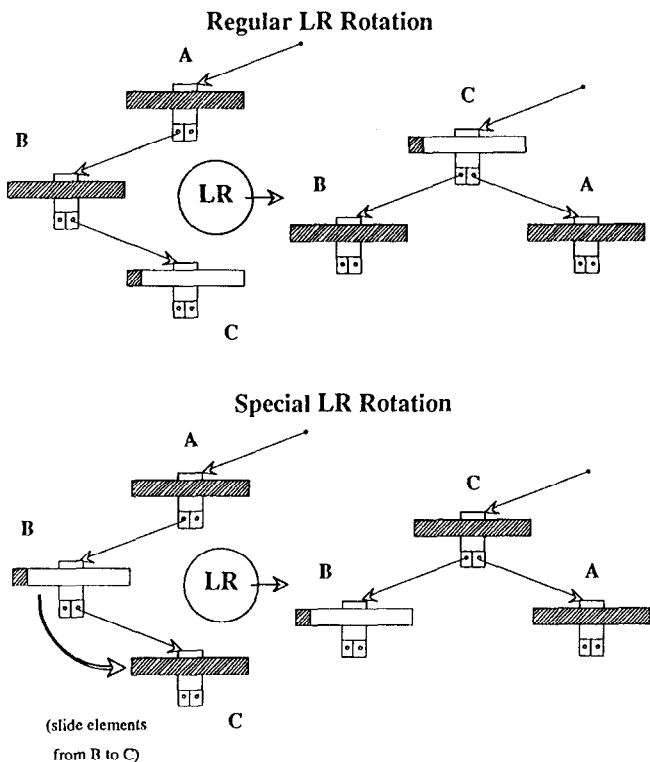 Regular LR Rotation
A
C
B
LR
B
A
C
Special LR Rotation
A
C
B
LR
B
A
C
(slide elements
from B to C)